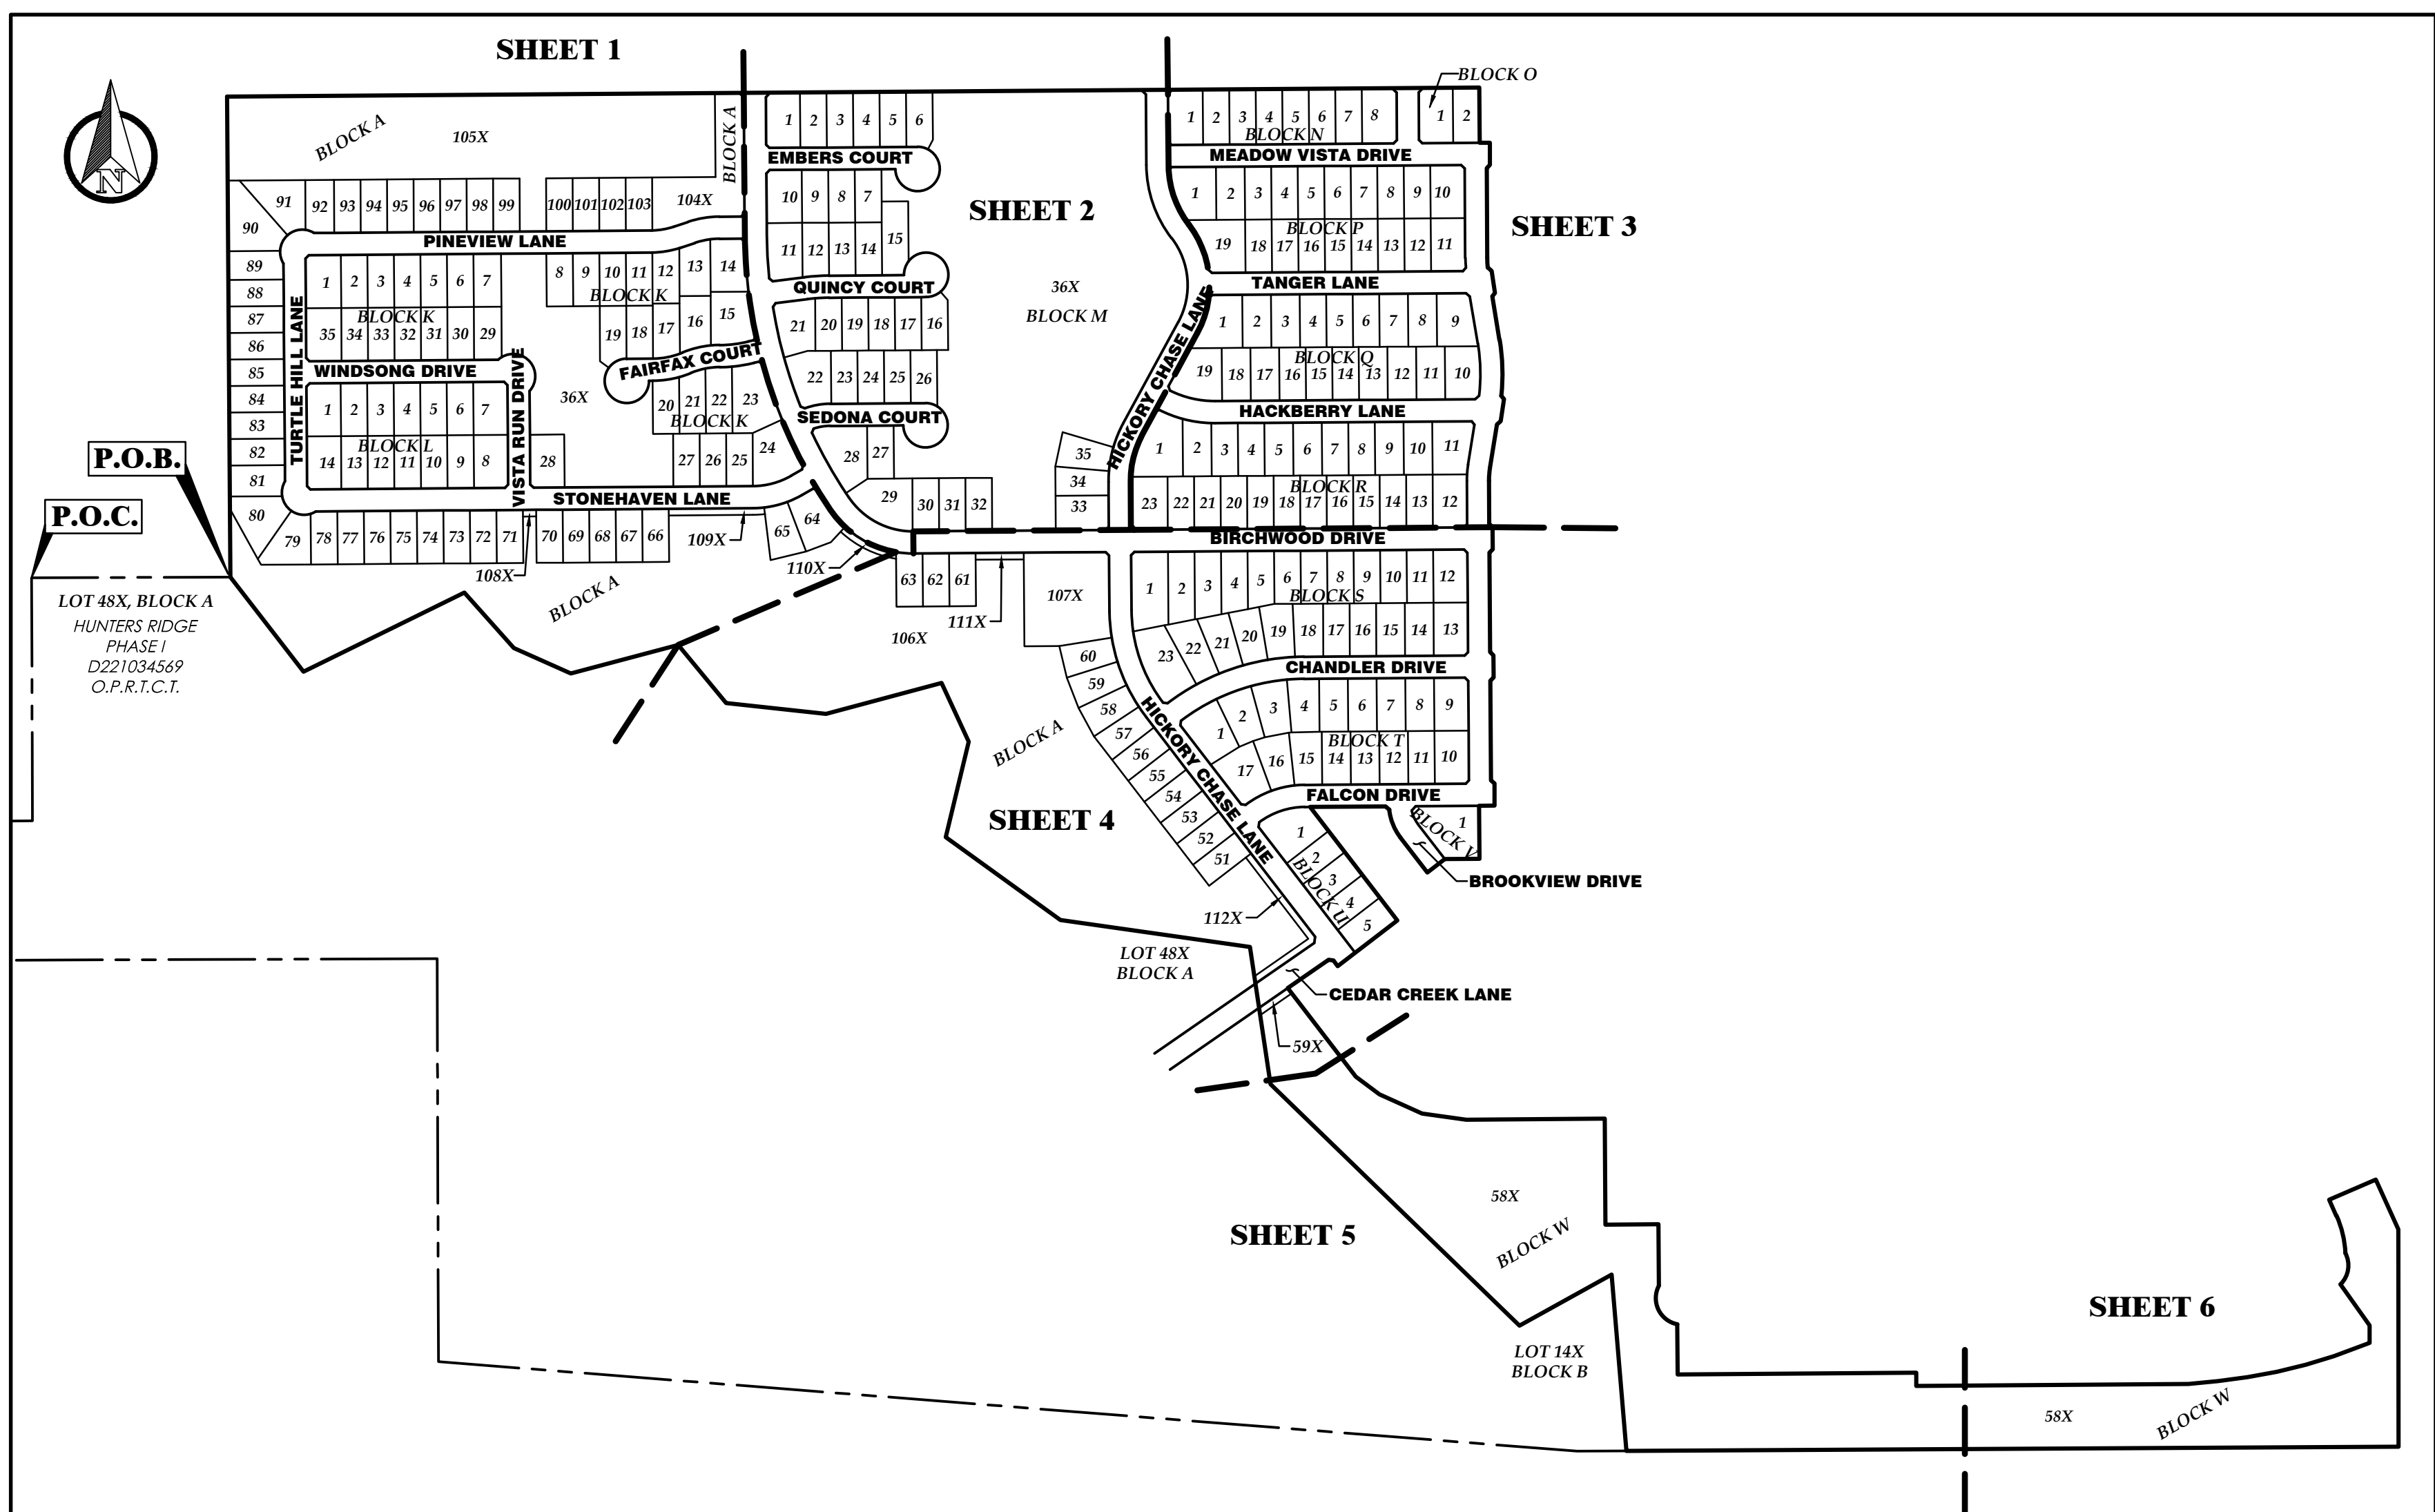 SHEET 1
BLOCK O
BLOCK A
105X
BLOCK A
1 2 3 4 5 6
1 2 3 4 5 6 7 8
BLOCK N
1 2
N
EMBERS COURT
MEADOW VISTA DRIVE
91 92 93 94 95 96 97 98 99
100 101 102 103 104X
10 9 8 7
SHEET 2
1 2 3 4 5 6 7 8 9 10
BLOCK P
SHEET 3
90
PINEVIEW LANE
11 12 13 14 15
19 18 17 16 15 14 13 12 11
89
88
87
86
85
84
83
82
81
80
TURTLE HILL LANE
1 2 3 4 5 6 7
BLOCK K
35 34 33 32 31 30 29
8 9 10 11 12 13 14
BLOCK K
19 18 17 16 15
QUINCY COURT
36X
BLOCK M
TANGER LANE
HICKORY CHASE LANE
21 20 19 18 17 16
1 2 3 4 5 6 7 8 9
BLOCK Q
19 18 17 16 15 14 13 12 11 10
WINDSONG DRIVE
VISTA RUN DRIVE
FAIRFAX COURT
36X
22 23 24 25 26
1 2 3 4 5 6 7
BLOCK L
14 13 12 11 10 9 8
20 21 22 23
BLOCK K
SEDONA COURT
HACKBERRY LANE
28
27 26 25 24
28 27
35
34
33
1 2 3 4 5 6 7 8 9 10 11
BLOCK R
23 22 21 20 19 18 17 16 15 14 13 12
P.O.B.
P.O.C.
STONEHAVEN LANE
29 30 31 32
79 78 77 76 75 74 73 72 71
70 69 68 67 66
109X
65 64
BIRCHWOOD DRIVE
108X
BLOCK A
110X
63 62 61
111X
106X
107X
1 2 3 4 5 6 7 8 9 10 11 12
BLOCK S
23 22 21 20 19 18 17 16 15 14 13
LOT 48X, BLOCK A
HUNTERS RIDGE
PHASE I
D221034569
O.P.R.T.C.T.
CHANDLER DRIVE
60
59
58
57
56
55
54
53
52
51
HICKORY CHASE LANE
1 2 3 4 5 6 7 8 9
BLOCK T
17 16 15 14 13 12 11 10
BLOCK A
SHEET 4
FALCON DRIVE
1
2
3
4
5
BLOCK U
BLOCK V
1
BROOKVIEW DRIVE
112X
LOT 48X
BLOCK A
CEDAR CREEK LANE
59X
58X
BLOCK W
SHEET 5
SHEET 6
LOT 14X
BLOCK B
58X
BLOCK W